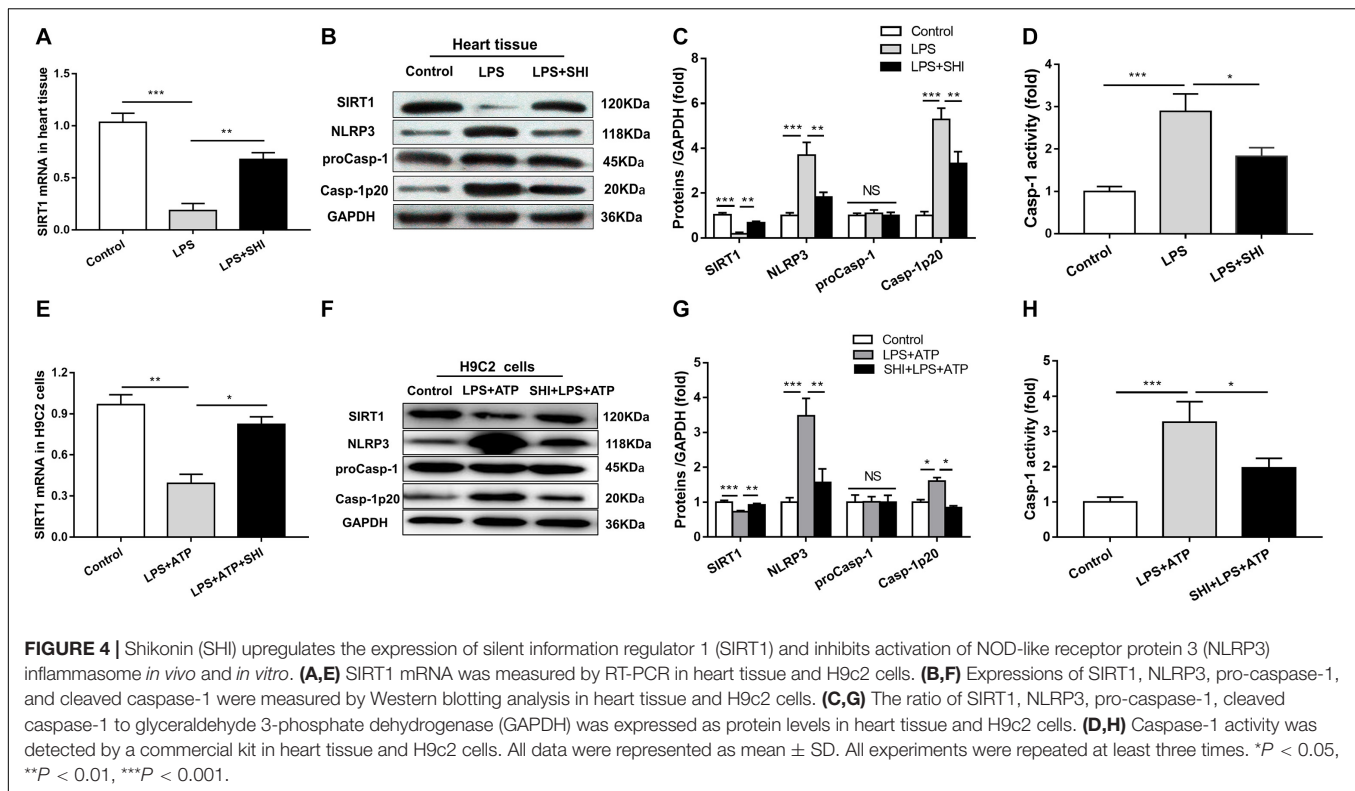 A
SIRT1 mRNA in heart tissue
1.5
1.0
0.5
0.0
***
**
Control
LPS
LPS+SHI
B
Heart tissue
Control LPS LPS+SHI
SIRT1 120KDa
NLRP3 118KDa
proCasp-1 45KDa
Casp-1p20 20KDa
GAPDH 36KDa
C
Control
LPS
LPS+SHI
Proteins /GAPDH (fold)
8
6
4
2
0
*** **
*** **
NS
*** **
SIRT1
NLRP3
proCasp-1
Casp-1p20
D
Casp-1 activity (fold)
4
3
2
1
0
***
*
Control
LPS
LPS+SHI
E
SIRT1 mRNA in H9C2 cells
1.2
0.9
0.6
0.3
0.0
**
*
Control
LPS+ATP
LPS+ATP+SHI
F
H9C2 cells
Control LPS+ATP SHI+LPS+ATP
SIRT1 120KDa
NLRP3 118KDa
proCasp-1 45KDa
Casp-1p20 20KDa
GAPDH 36KDa
G
Control
LPS+ATP
SHI+LPS+ATP
Proteins /GAPDH (fold)
5
4
3
2
1
0
*** **
*** **
NS
* *
SIRT1
NLRP3
proCasp-1
Casp-1p20
H
Casp-1 activity (fold)
5
4
3
2
1
0
***
*
Control
LPS+ATP
SHI+LPS+ATP
FIGURE 4 | Shikonin (SHI) upregulates the expression of silent information regulator 1 (SIRT1) and inhibits activation of NOD-like receptor protein 3 (NLRP3)
inflammasome in vivo and in vitro. (A,E) SIRT1 mRNA was measured by RT-PCR in heart tissue and H9c2 cells. (B,F) Expressions of SIRT1, NLRP3, pro-caspase-1,
and cleaved caspase-1 were measured by Western blotting analysis in heart tissue and H9c2 cells. (C,G) The ratio of SIRT1, NLRP3, pro-caspase-1, cleaved
caspase-1 to glyceraldehyde 3-phosphate dehydrogenase (GAPDH) was expressed as protein levels in heart tissue and H9c2 cells. (D,H) Caspase-1 activity was
detected by a commercial kit in heart tissue and H9c2 cells. All data were represented as mean ± SD. All experiments were repeated at least three times. *P < 0.05,
**P < 0.01, ***P < 0.001.